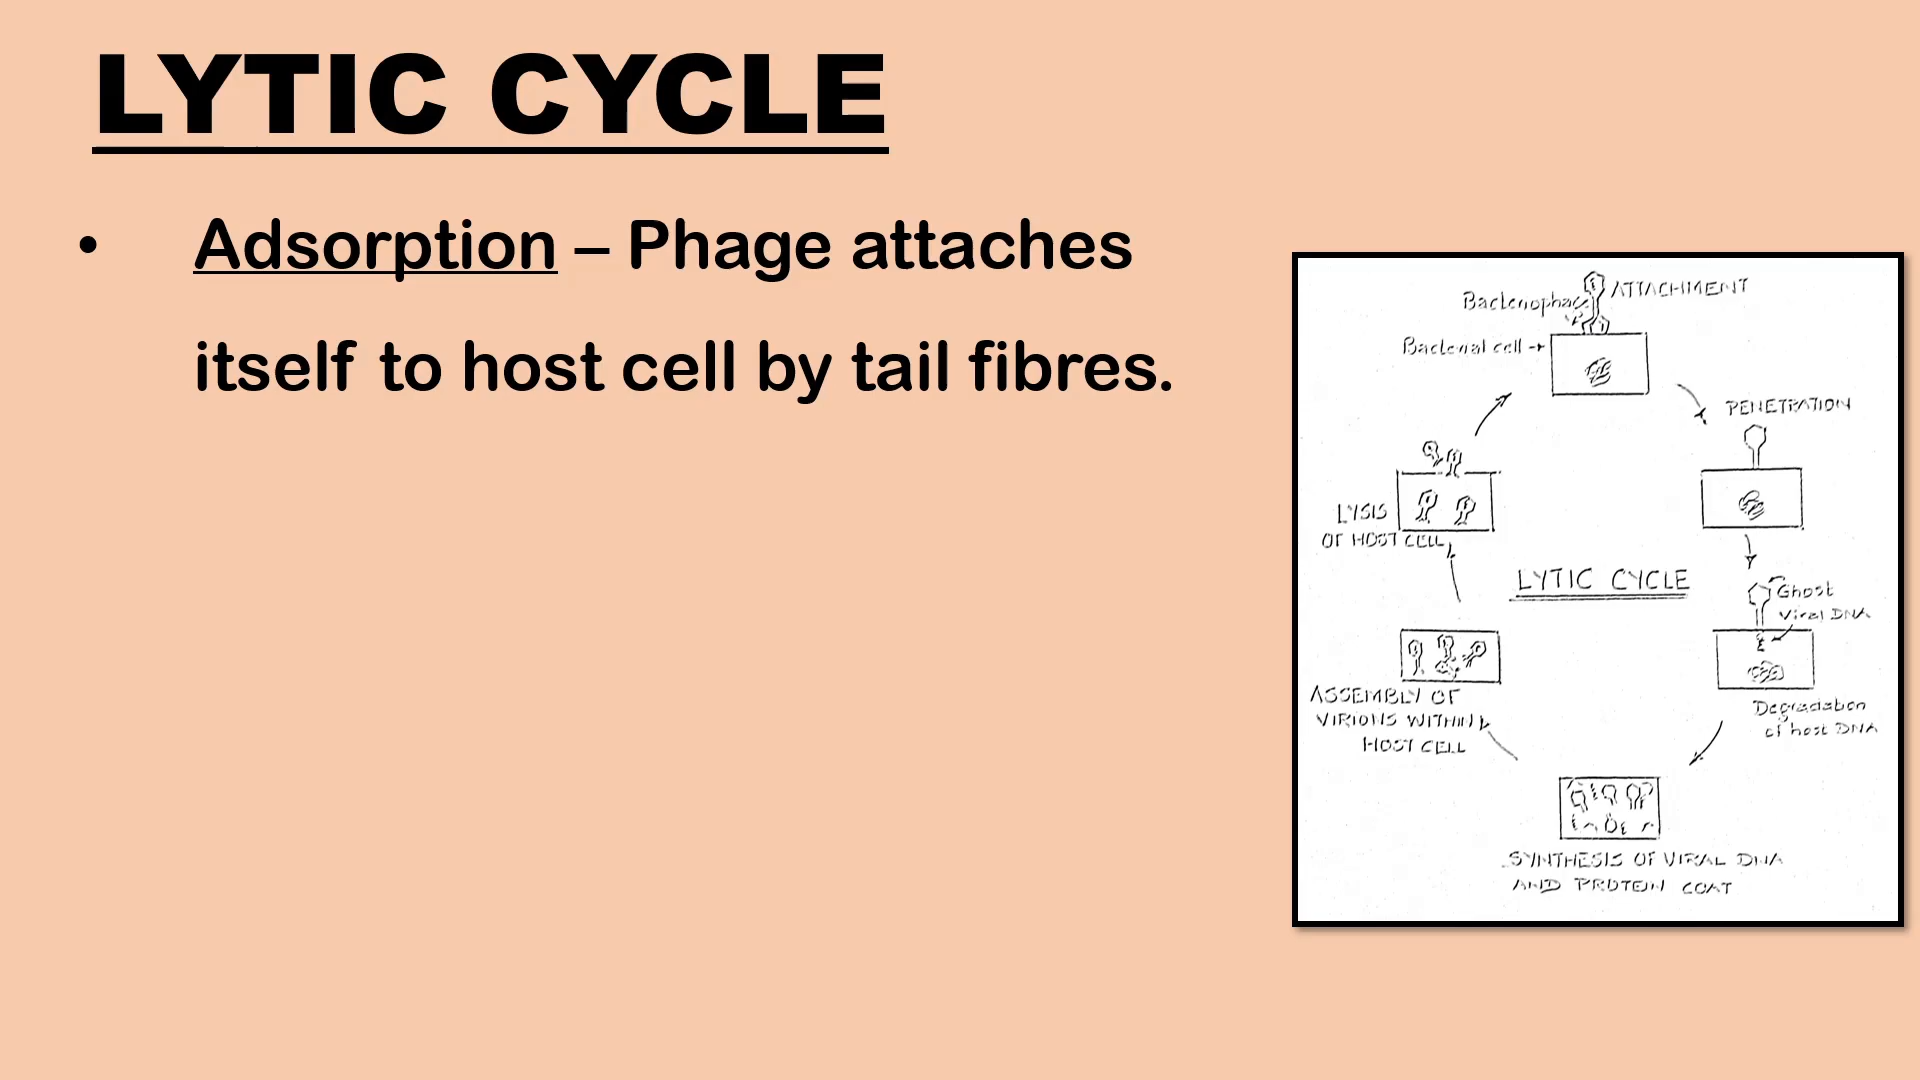 LYTIC CYCLE
• Adsorption – Phage attaches
itself to host cell by tail fibres.
ATTACHMENT
Bacteriophage
Bacterial cell
PENETRATION
LYSIS
OF HOST CELL
LYTIC CYCLE
Ghost
Viral DNA
ASSEMBLY OF
VIRIONS WITHIN
HOST CELL
Degradation
of host DNA
SYNTHESIS OF VIRAL DNA
AND PROTEIN COAT